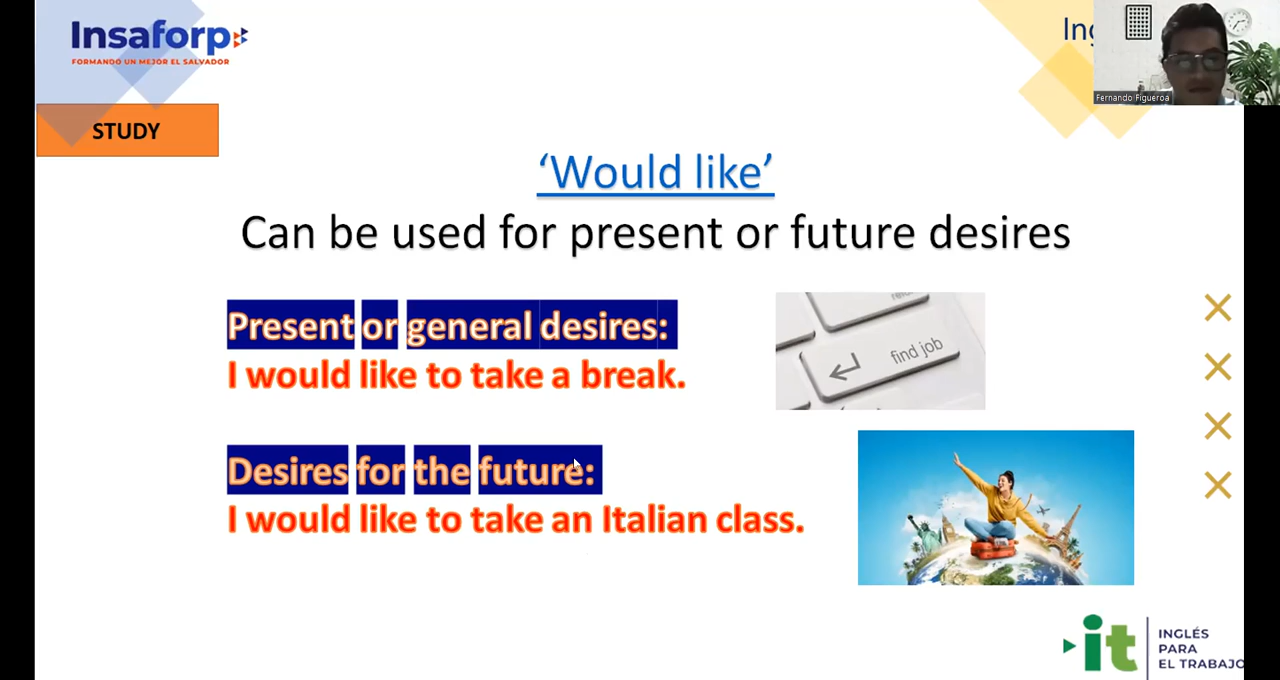 Insaforp
FORMANDO UN MEJOR EL SALVADOR
Fernando Figueroa
STUDY
‘Would like’
Can be used for present or future desires
Present or general desires:
I would like to take a break.
find job
Desires for the future:
I would like to take an Italian class.
it
INGLÉS
PARA
EL TRABAJO